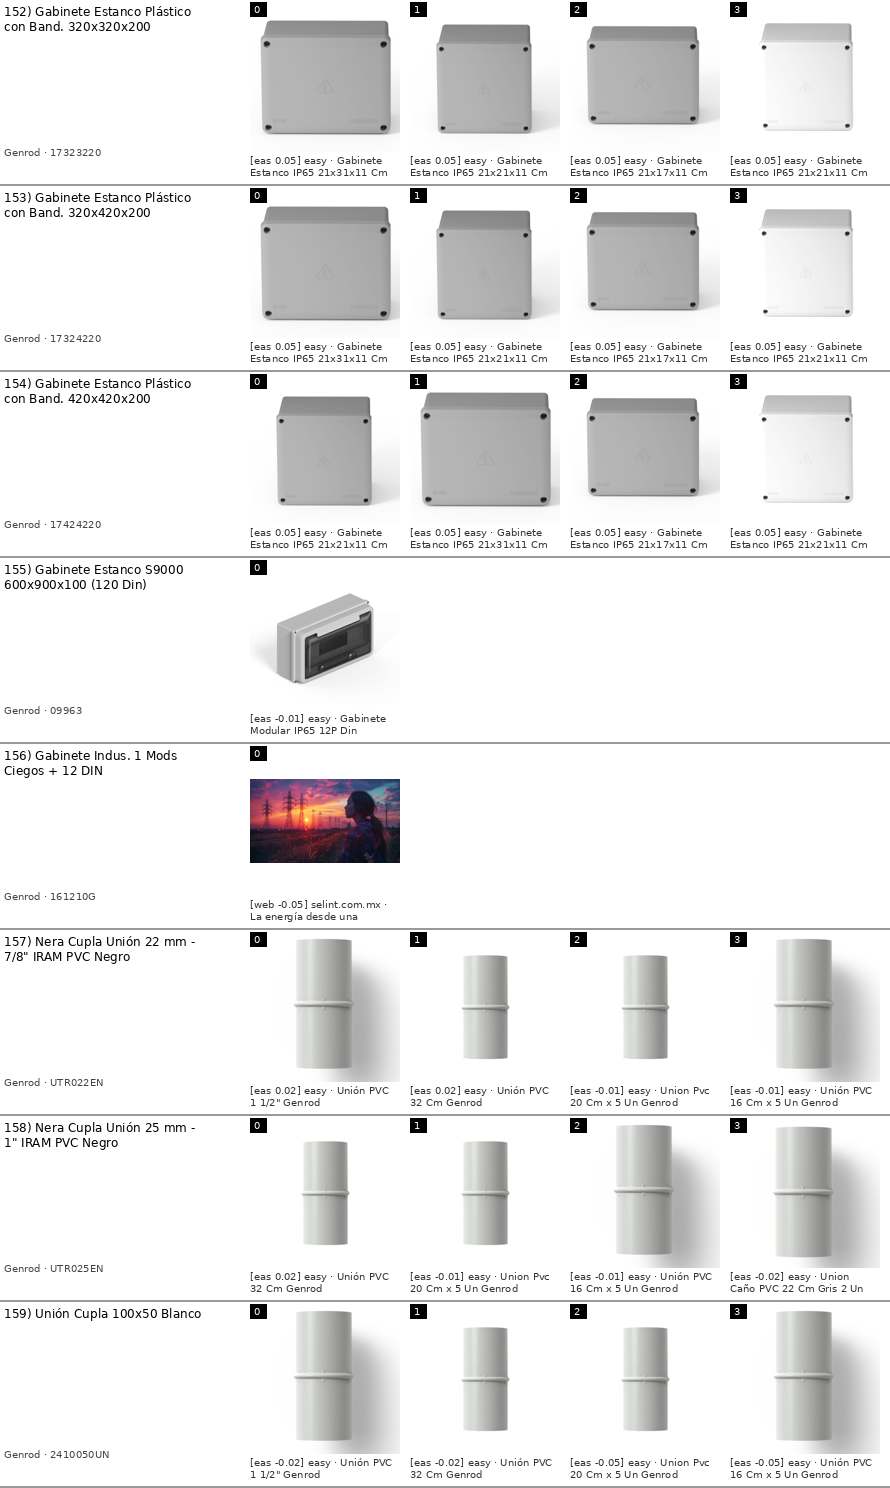 152) Gabinete Estanco Plástico
con Band. 320x320x200
Genrod · 17323220
0
[eas 0.05] easy · Gabinete
Estanco IP65 21x31x11 Cm
1
[eas 0.05] easy · Gabinete
Estanco IP65 21x21x11 Cm
2
[eas 0.05] easy · Gabinete
Estanco IP65 21x17x11 Cm
3
[eas 0.05] easy · Gabinete
Estanco IP65 21x21x11 Cm
153) Gabinete Estanco Plástico
con Band. 320x420x200
Genrod · 17324220
0
[eas 0.05] easy · Gabinete
Estanco IP65 21x31x11 Cm
1
[eas 0.05] easy · Gabinete
Estanco IP65 21x21x11 Cm
2
[eas 0.05] easy · Gabinete
Estanco IP65 21x17x11 Cm
3
[eas 0.05] easy · Gabinete
Estanco IP65 21x21x11 Cm
154) Gabinete Estanco Plástico
con Band. 420x420x200
Genrod · 17424220
0
[eas 0.05] easy · Gabinete
Estanco IP65 21x21x11 Cm
1
[eas 0.05] easy · Gabinete
Estanco IP65 21x31x11 Cm
2
[eas 0.05] easy · Gabinete
Estanco IP65 21x17x11 Cm
3
[eas 0.05] easy · Gabinete
Estanco IP65 21x21x11 Cm
155) Gabinete Estanco S9000
600x900x100 (120 Din)
Genrod · 09963
0
[eas -0.01] easy · Gabinete
Modular IP65 12P Din
156) Gabinete Indus. 1 Mods
Ciegos + 12 DIN
Genrod · 161210G
0
[web -0.05] selint.com.mx ·
La energía desde una
157) Nera Cupla Unión 22 mm -
7/8" IRAM PVC Negro
Genrod · UTR022EN
0
[eas 0.02] easy · Unión PVC
1 1/2" Genrod
1
[eas 0.02] easy · Unión PVC
32 Cm Genrod
2
[eas -0.01] easy · Union Pvc
20 Cm x 5 Un Genrod
3
[eas -0.01] easy · Unión PVC
16 Cm x 5 Un Genrod
158) Nera Cupla Unión 25 mm -
1" IRAM PVC Negro
Genrod · UTR025EN
0
[eas 0.02] easy · Unión PVC
32 Cm Genrod
1
[eas -0.01] easy · Union Pvc
20 Cm x 5 Un Genrod
2
[eas -0.01] easy · Unión PVC
16 Cm x 5 Un Genrod
3
[eas -0.02] easy · Union
Caño PVC 22 Cm Gris 2 Un
159) Unión Cupla 100x50 Blanco
Genrod · 2410050UN
0
[eas -0.02] easy · Unión PVC
1 1/2" Genrod
1
[eas -0.02] easy · Unión PVC
32 Cm Genrod
2
[eas -0.05] easy · Union Pvc
20 Cm x 5 Un Genrod
3
[eas -0.05] easy · Unión PVC
16 Cm x 5 Un Genrod